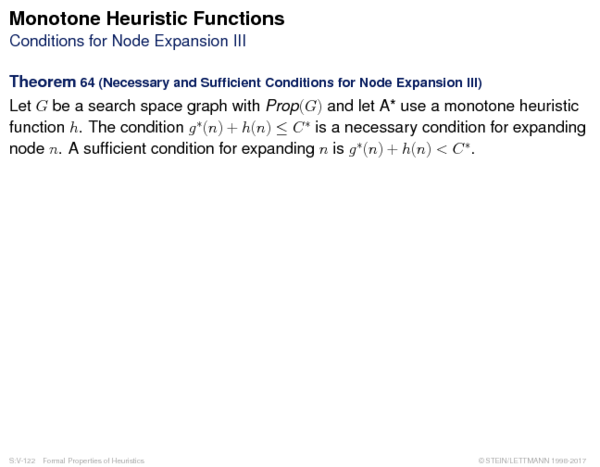 Monotone Heuristic Functions
Conditions for Node Expansion III
Theorem 64 (Necessary and Sufficient Conditions for Node Expansion III)
Let G be a search space graph with Prop(G) and let A* use a monotone heuristic
function h. The condition g*(n) + h(n) ≤ C* is a necessary condition for expanding
node n. A sufficient condition for expanding n is g*(n) + h(n) < C*.
S:V-122 Formal Properties of Heuristics
©STEIN/LETTMANN 1998-2017